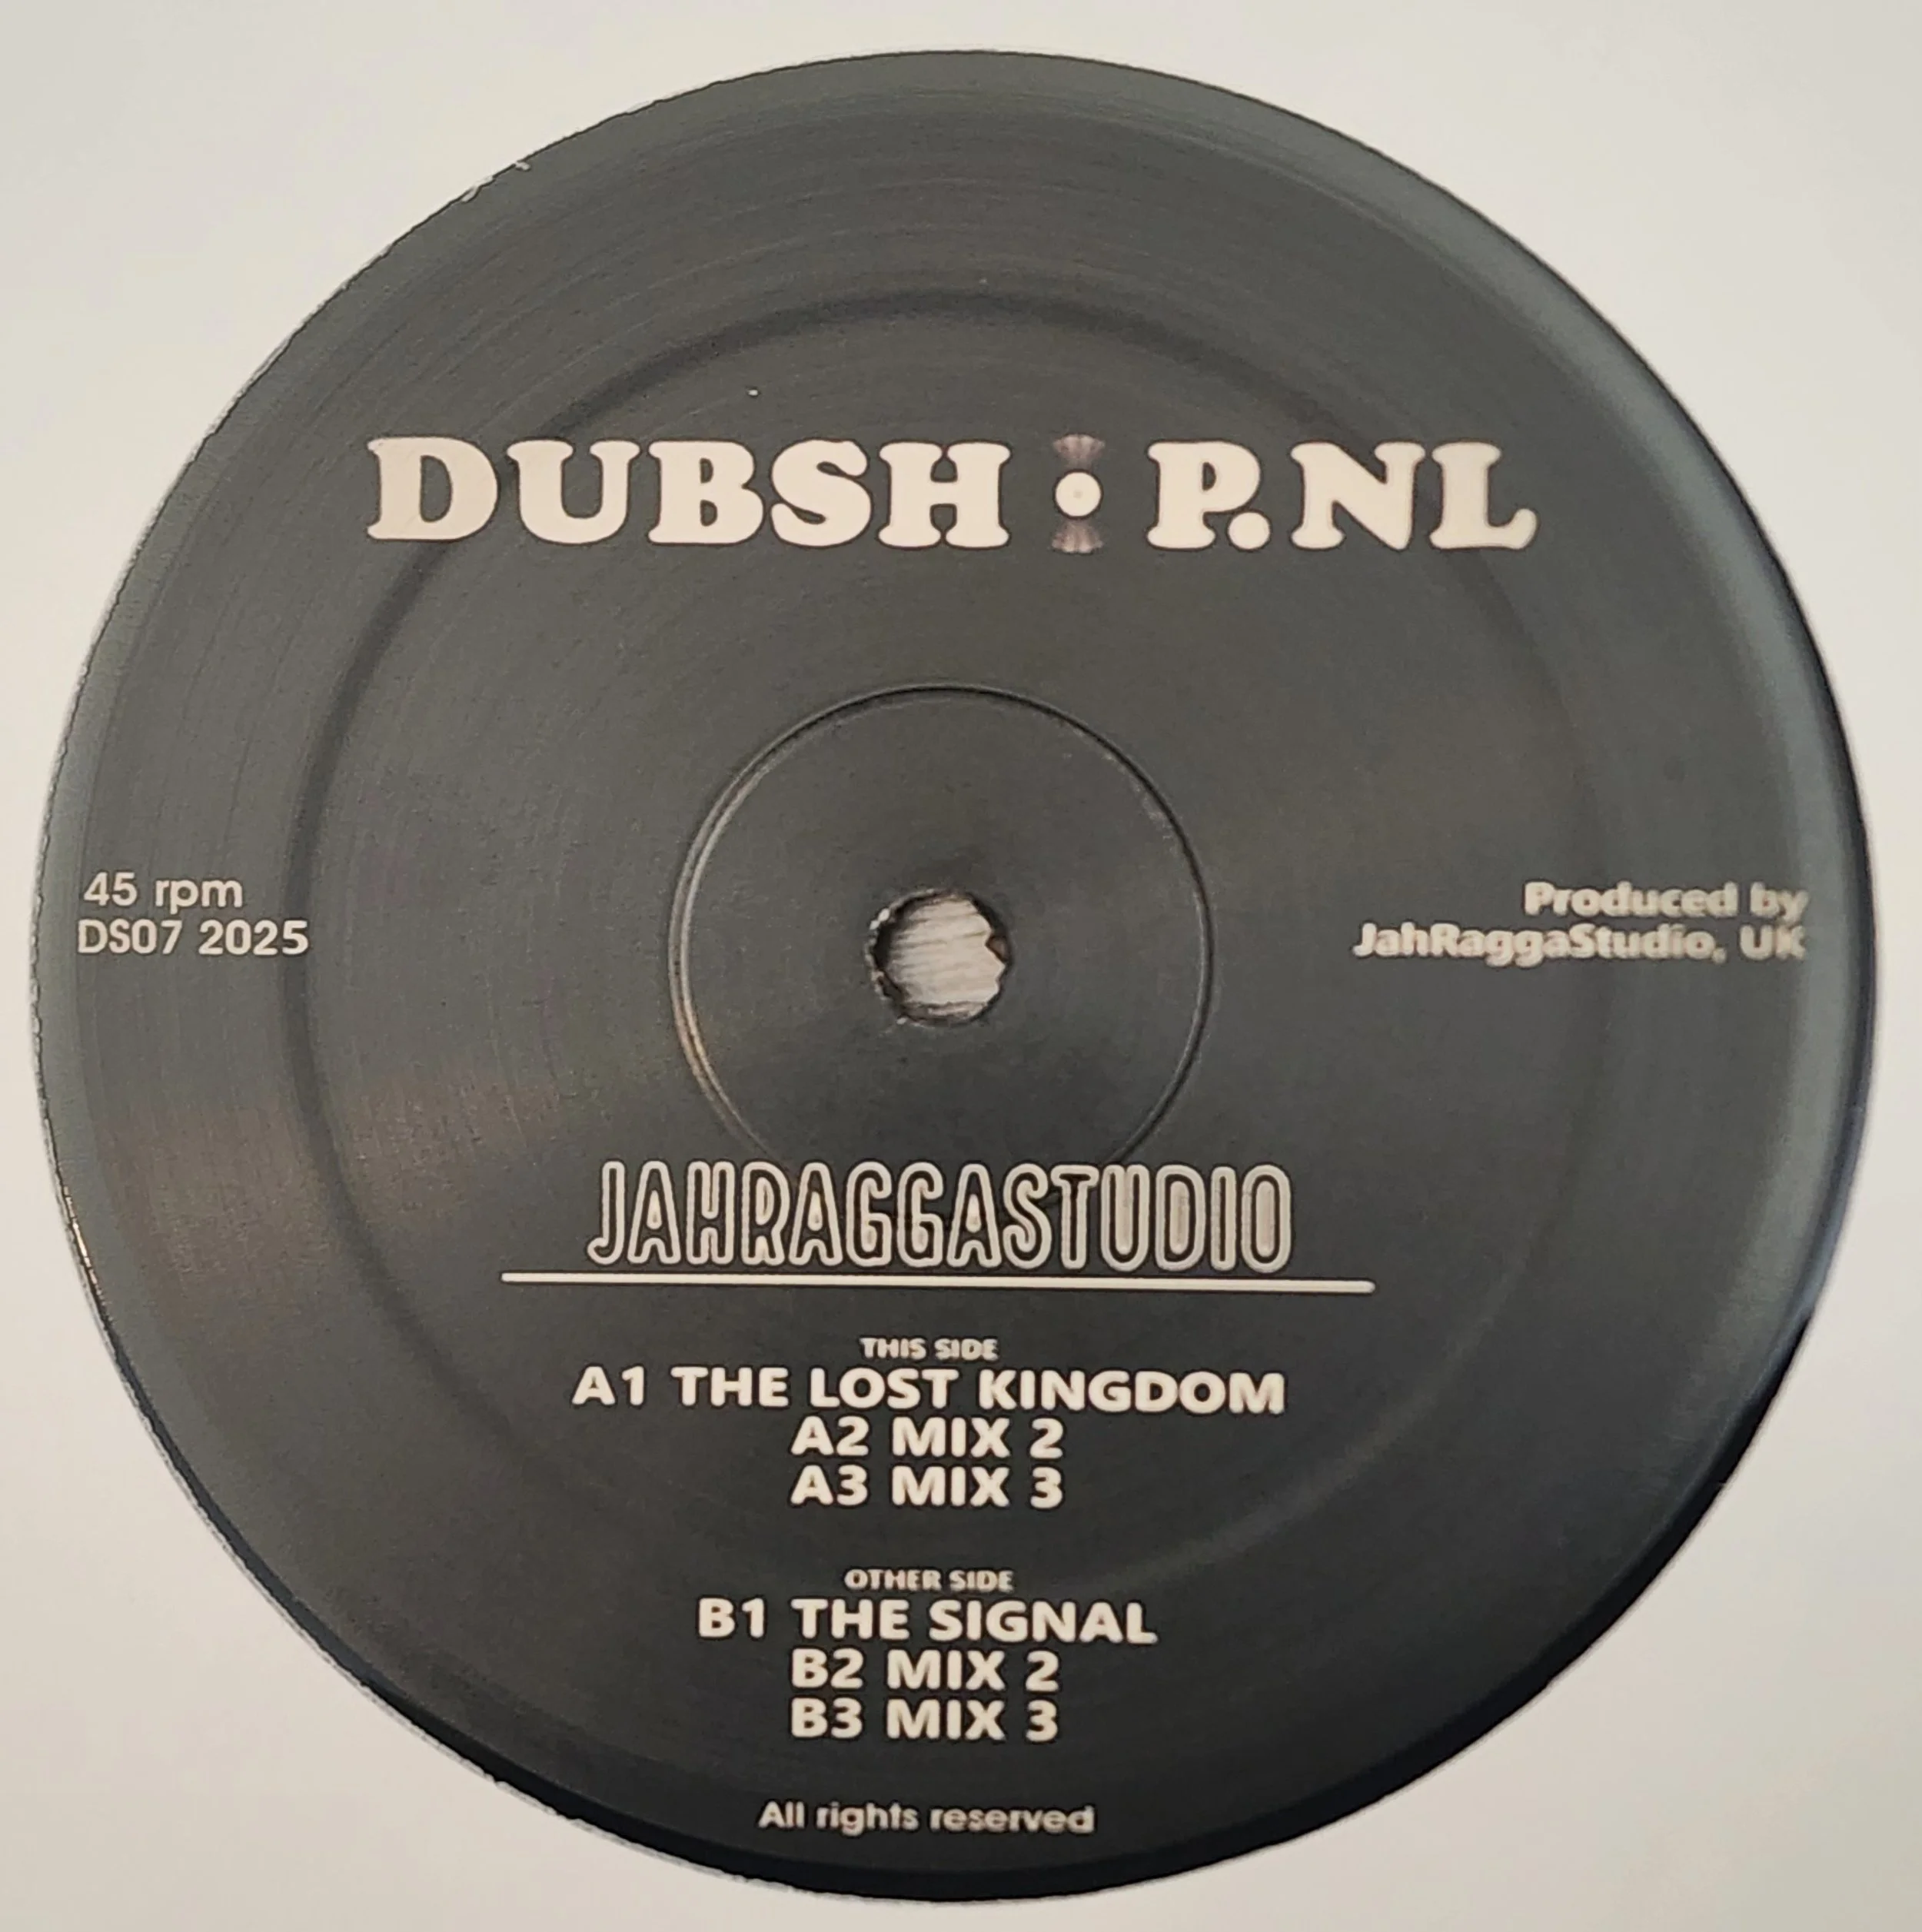 DUBSHOP.NL
45 rpm
DS07 2025
Produced by
JahRaggaStudio, UK
JAHRAGGASTUDIO
THIS SIDE
A1 THE LOST KINGDOM
A2 MIX 2
A3 MIX 3
OTHER SIDE
B1 THE SIGNAL
B2 MIX 2
B3 MIX 3
All rights reserved